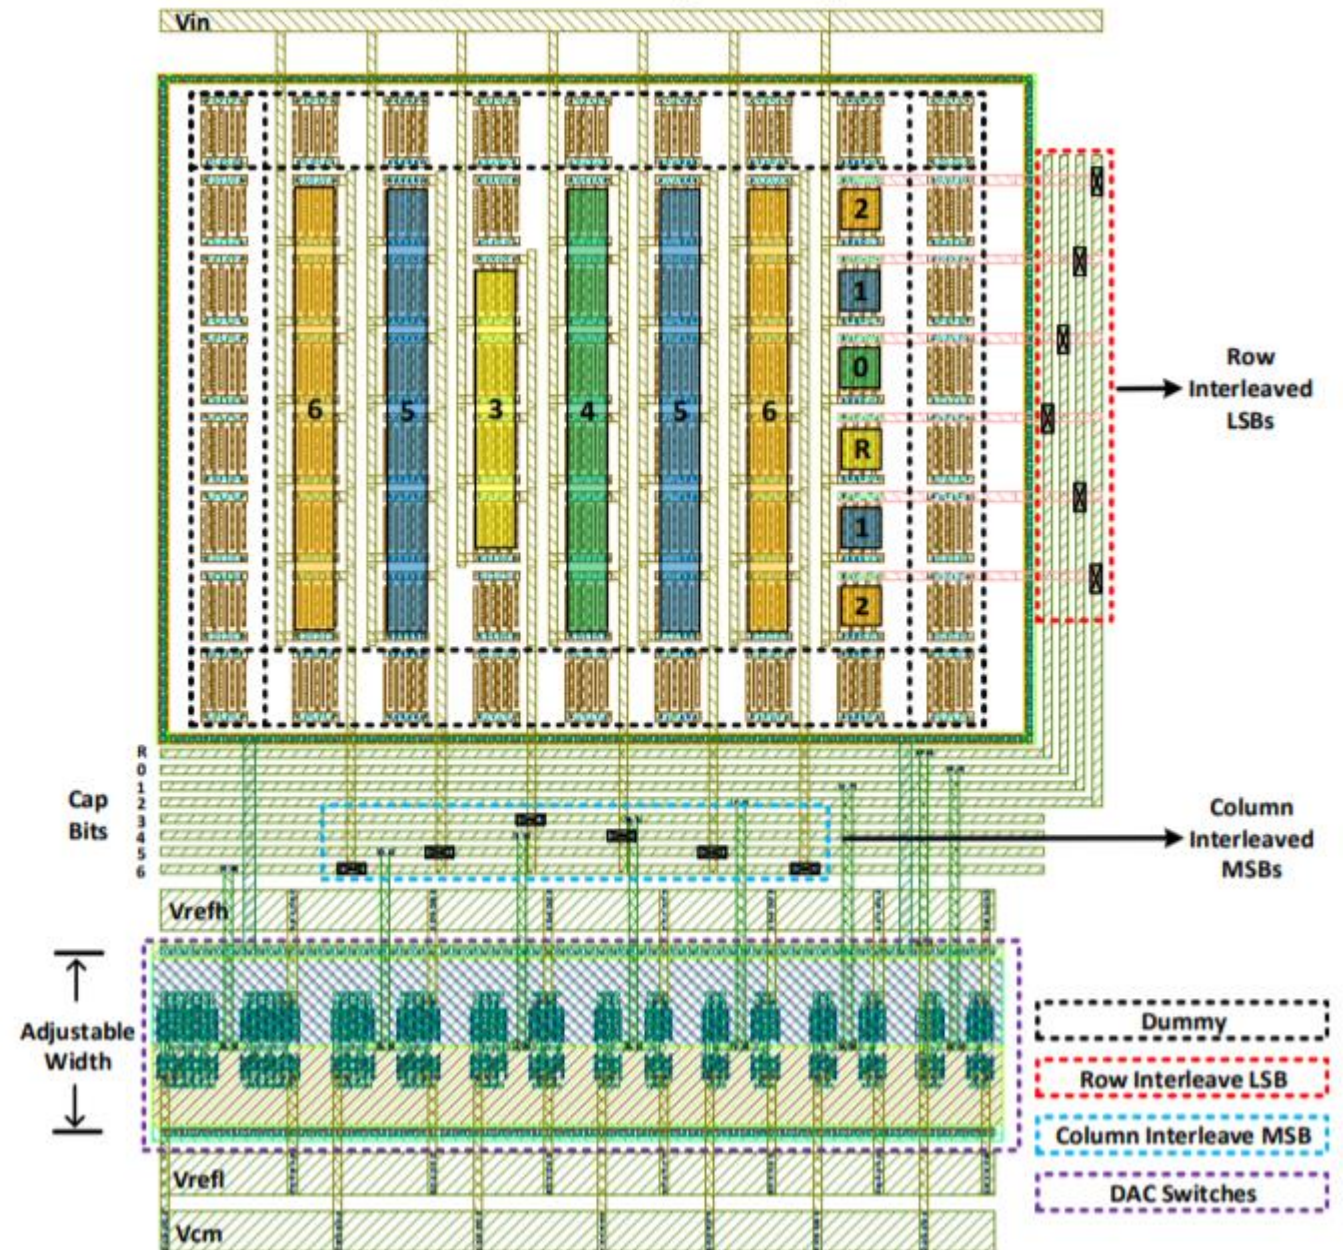 Vin
2
1
0
R
1
2
6
5
3
4
5
6
Row
Interleaved
LSBs
R
0
1
2
3
4
5
6
Cap
Bits
Column
Interleaved
MSBs
Vrefh
Adjustable
Width
Vrefl
Vcm
Dummy
Row Interleave LSB
Column Interleave MSB
DAC Switches